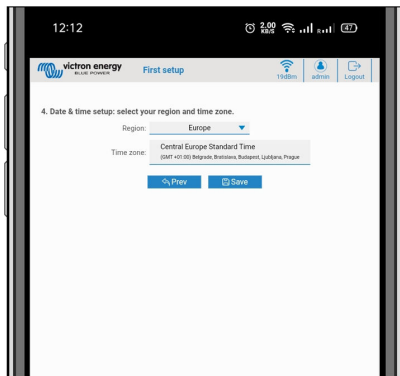 12:12
2.00
KB/S
R
47
victron energy
BLUE POWER
First setup
19dBm
admin
Logout
4. Date & time setup: select your region and time zone.
Region:
Europe
Time zone:
Central Europe Standard Time
(GMT +01:00) Belgrade, Bratislava, Budapest, Ljubljana, Prague
Prev
Save